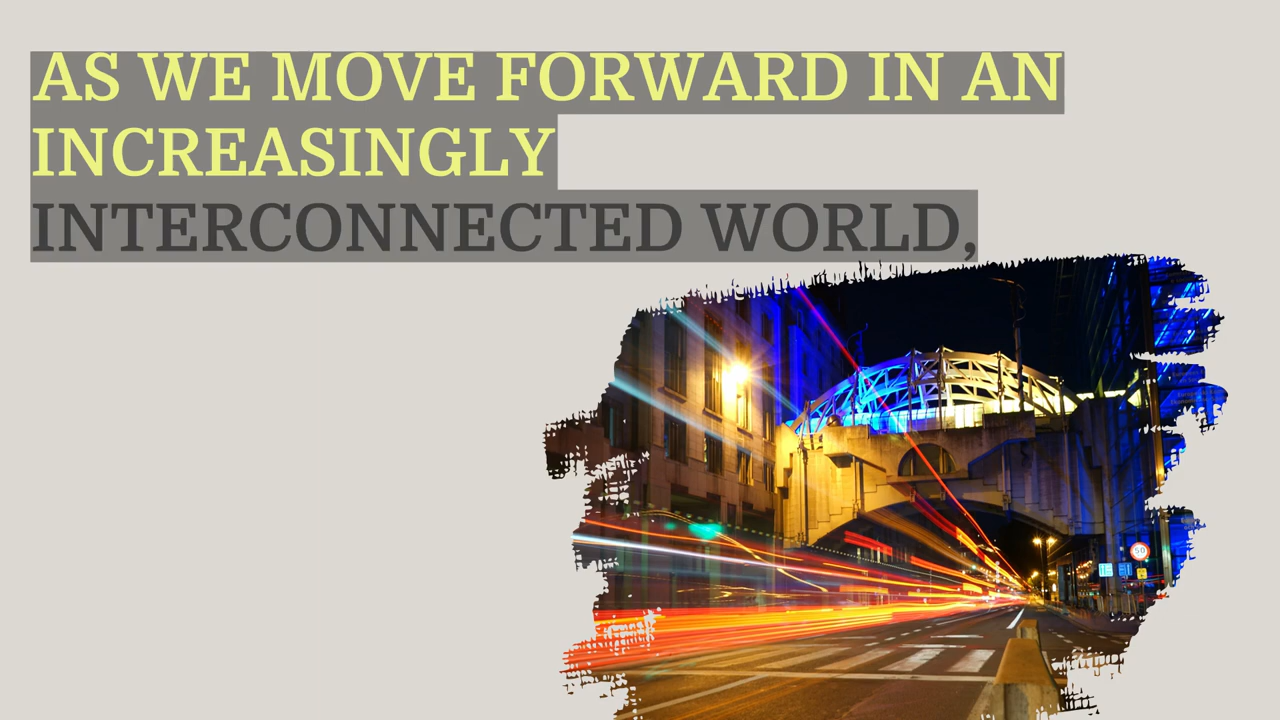 AS WE MOVE FORWARD IN AN
INCREASINGLY
INTERCONNECTED WORLD,
50